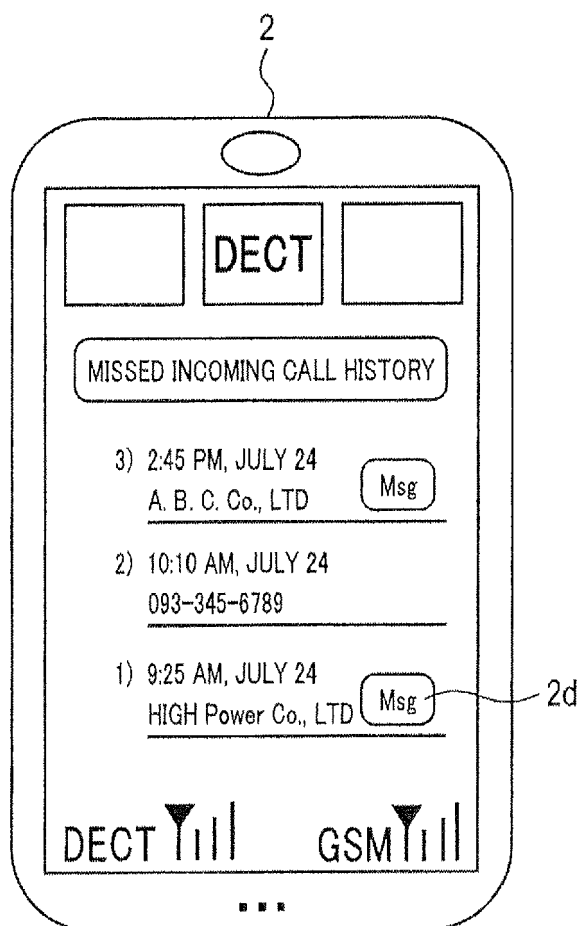 2
DECT
MISSED INCOMING CALL HISTORY
3) 2:45 PM, JULY 24
A. B. C. Co., LTD
Msg
2) 10:10 AM, JULY 24
093-345-6789
1) 9:25 AM, JULY 24
HIGH Power Co., LTD
Msg
2d
DECT
GSM